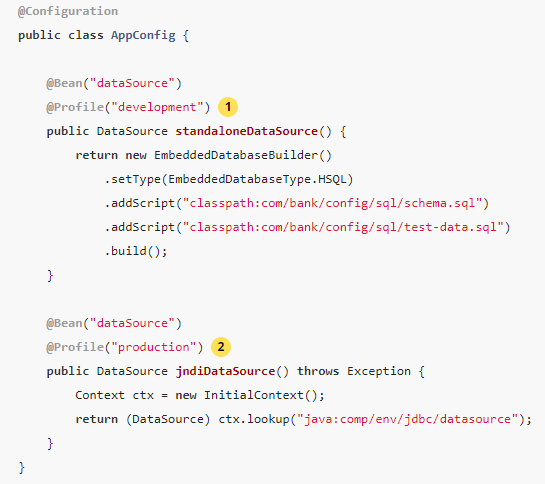 @Configuration
public class AppConfig {
@Bean("dataSource")
@Profile("development") 1
public DataSource standaloneDataSource() {
return new EmbeddedDatabaseBuilder()
.setType(EmbeddedDatabaseType.HSQL)
.addScript("classpath:com/bank/config/sql/schema.sql")
.addScript("classpath:com/bank/config/sql/test-data.sql")
.build();
}
@Bean("dataSource")
@Profile("production") 2
public DataSource jndiDataSource() throws Exception {
Context ctx = new InitialContext();
return (DataSource) ctx.lookup("java:comp/env/jdbc/datasource");
}
}